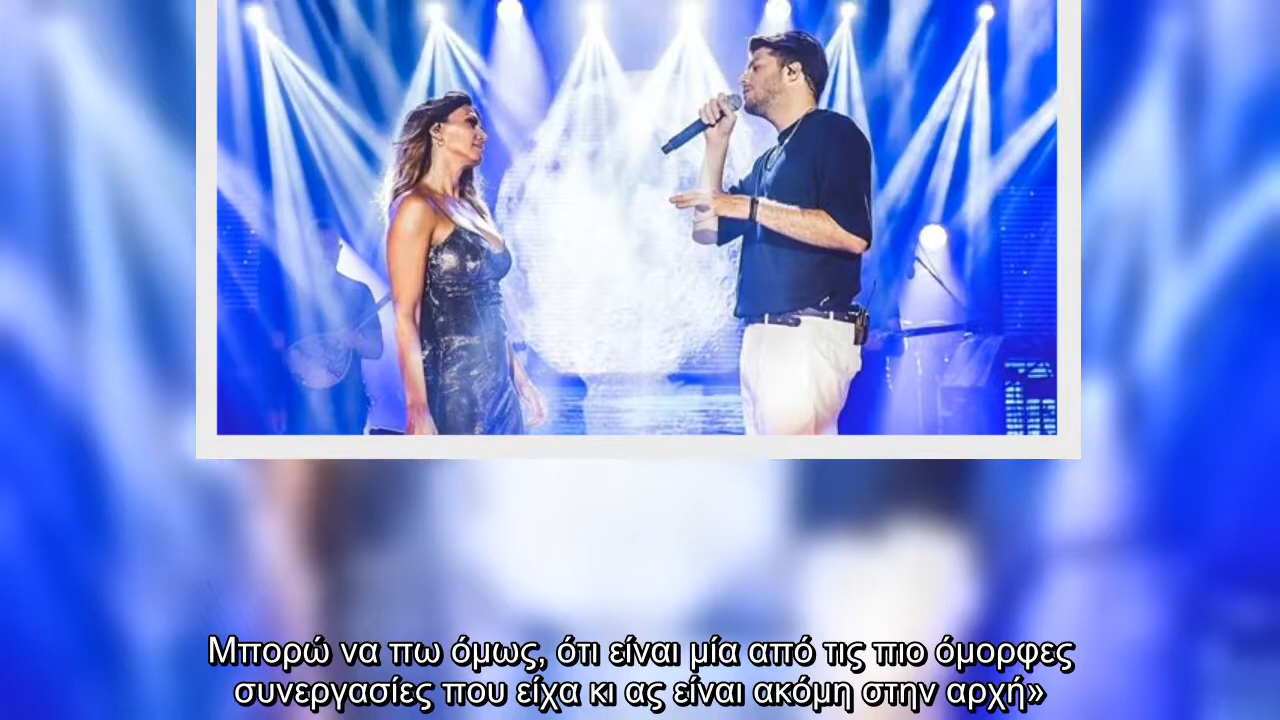 Μπορώ να πω όμως, ότι είναι μία από τις πιο όμορφες
συνεργασίες που είχα κι ας είναι ακόμη στην αρχή»